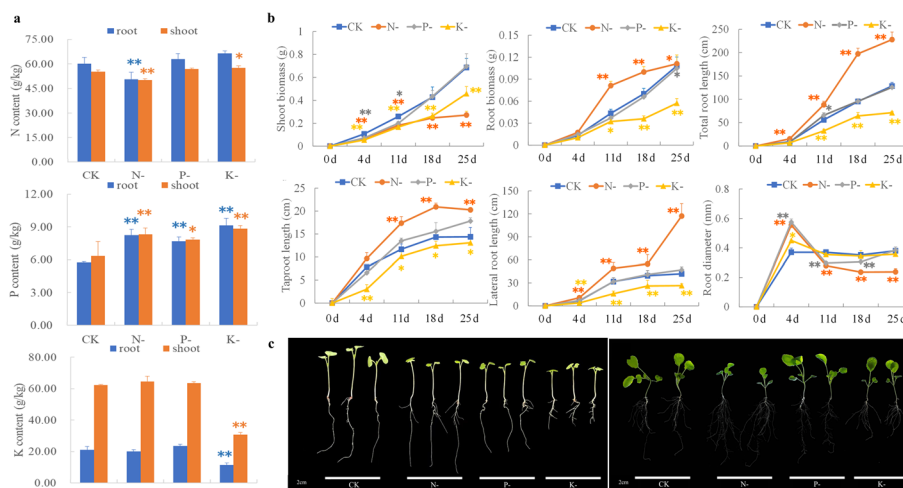 a
root shoot
N content (g/kg)
75.00
60.00
45.00
30.00
15.00
0.00
** ** *
CK N- P- K-
root shoot
P content (g/kg)
12.00
9.00
6.00
3.00
0.00
** ** ** * ** **
CK N- P- K-
root shoot
K content (g/kg)
80.00
60.00
40.00
20.00
0.00
** **
CK N- P- K-
b
CK N- P- K-
Shoot biomass (g)
1
0.8
0.6
0.4
0.2
0
0d 4d 11d 18d 25d
CK N- P- K-
Root biomass (g)
0.15
0.12
0.09
0.06
0.03
0
0d 4d 11d 18d 25d
CK N- P- K-
Total root length (cm)
250
200
150
100
50
0
0d 4d 11d 18d 25d
CK N- P- K-
Taproot length (cm)
25
20
15
10
5
0
0d 4d 11d 18d 25d
CK N- P- K-
Lateral root length (cm)
150
120
90
60
30
0
0d 4d 11d 18d 25d
CK N- P- K-
Root diameter (mm)
0.8
0.6
0.4
0.2
0
0d 4d 11d 18d 25d
c
2cm CK N- P- K-
2cm CK N- P- K-